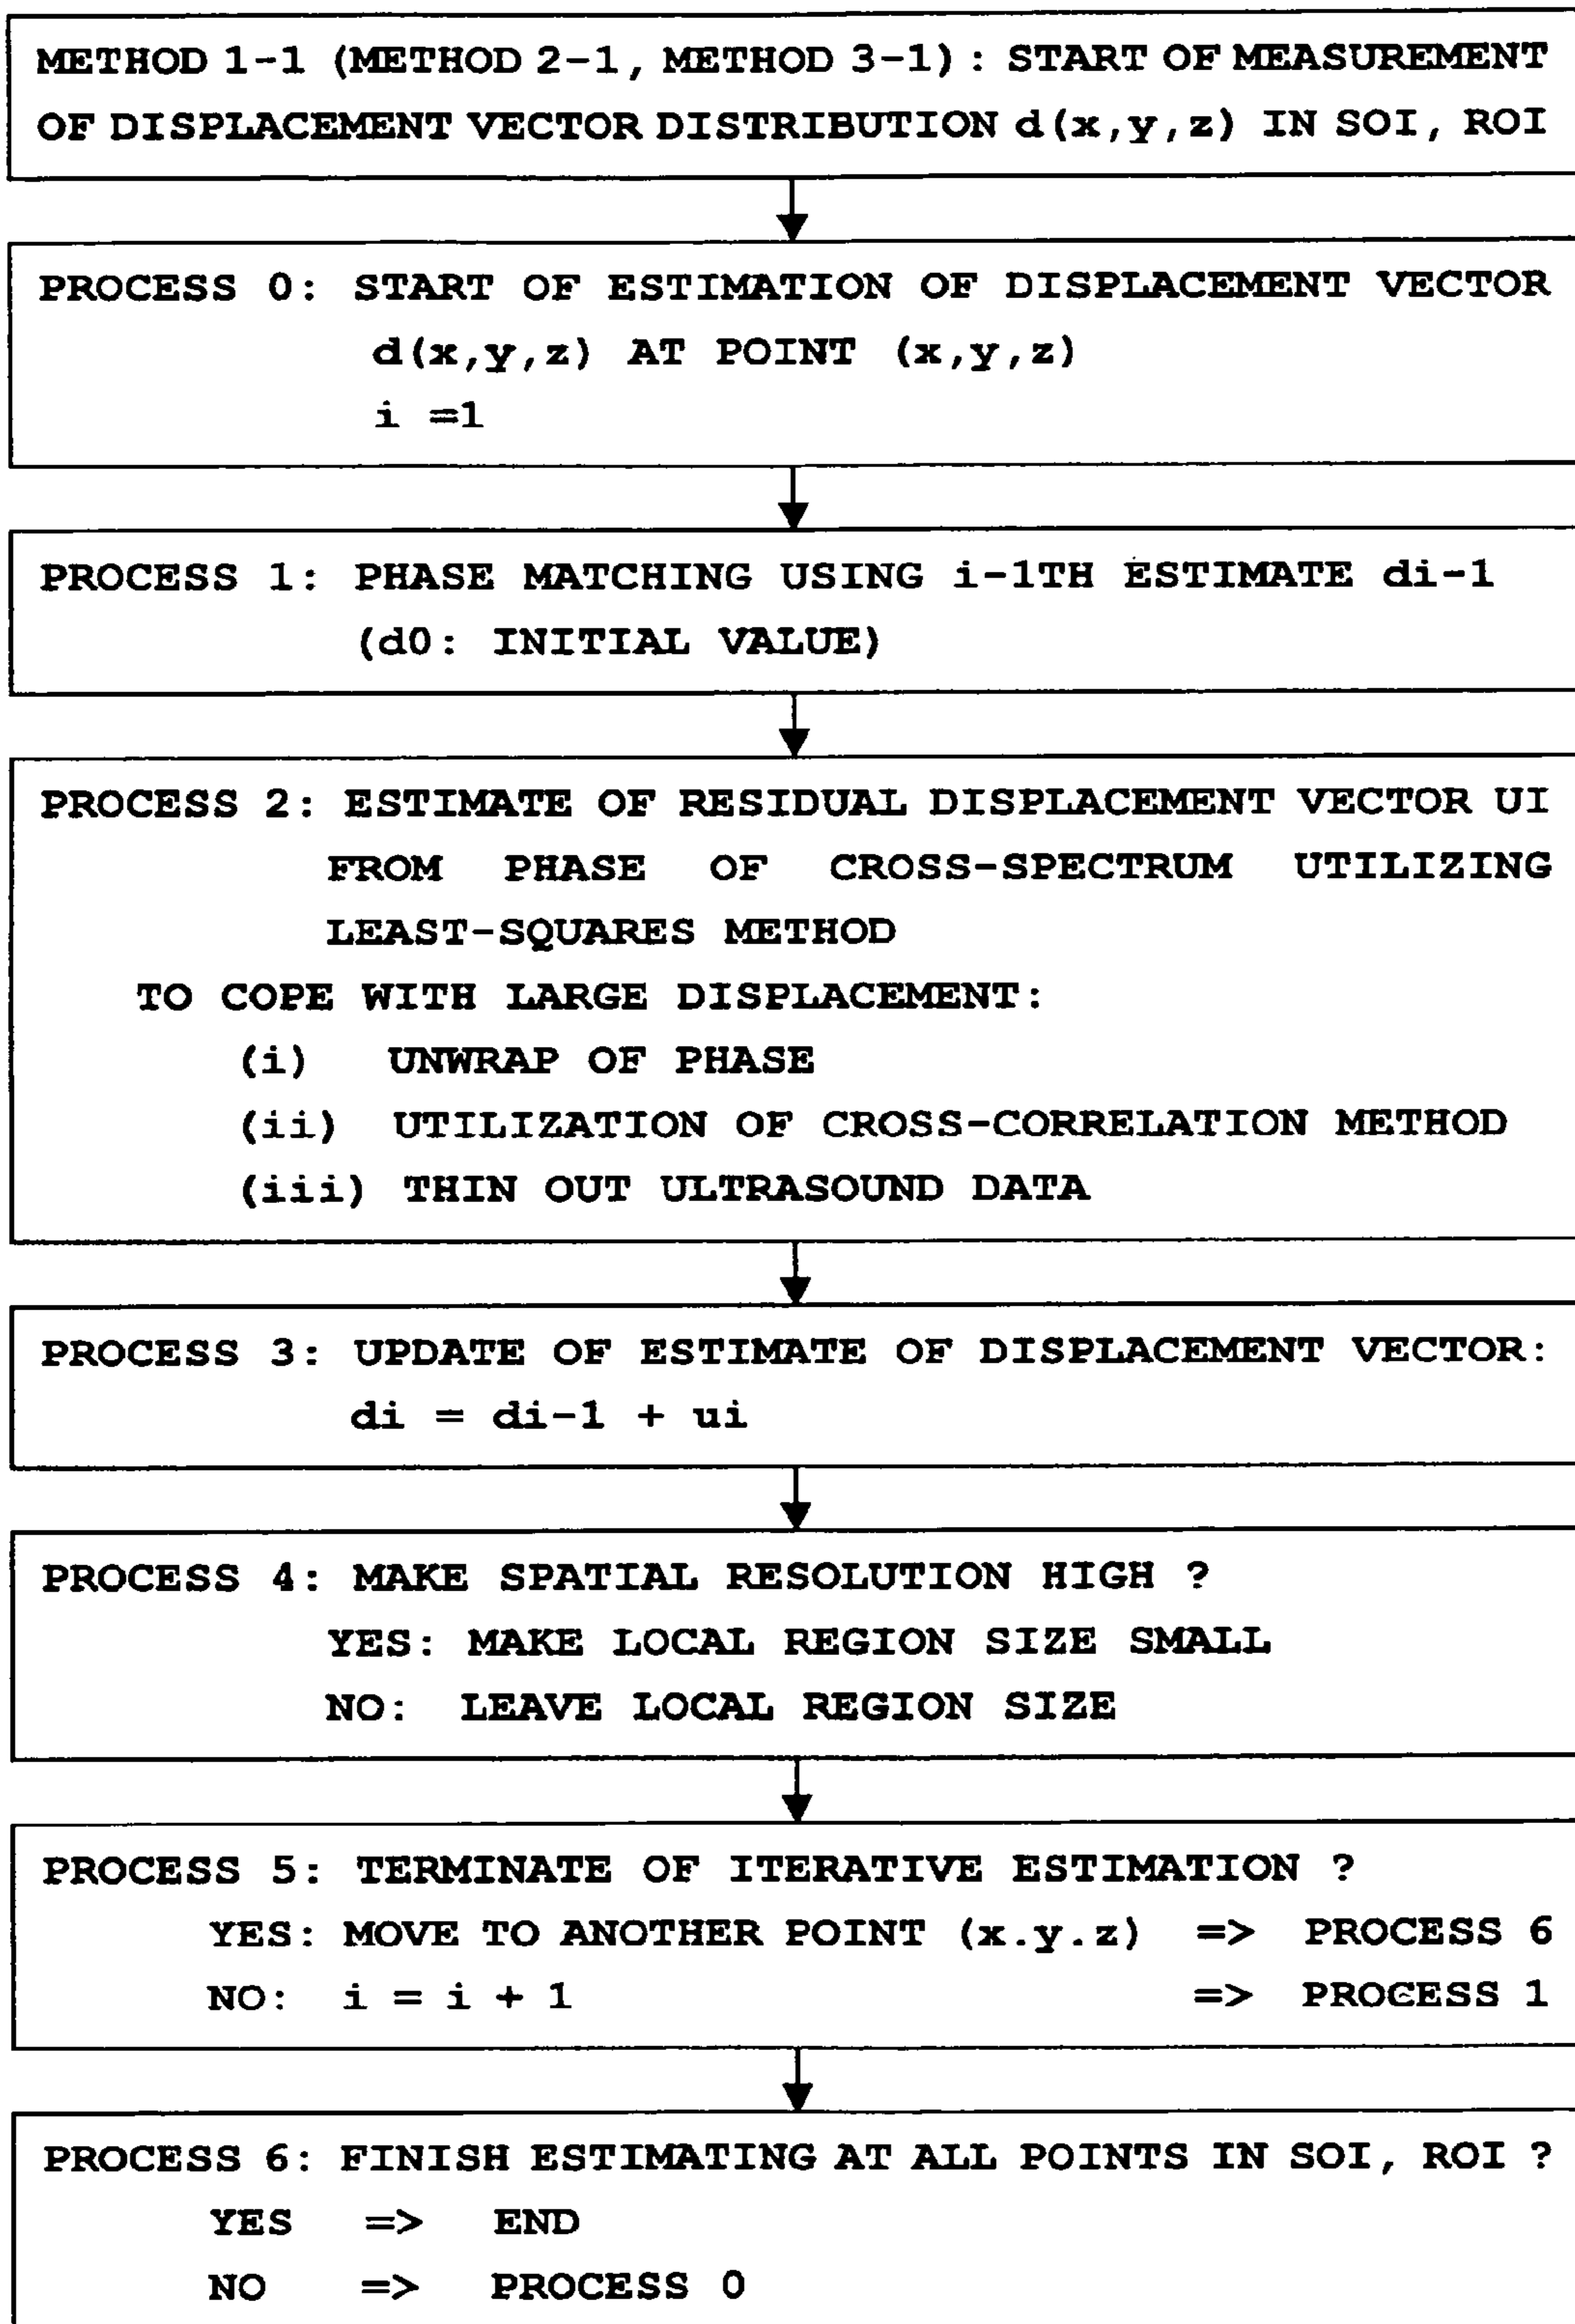 METHOD 1-1 (METHOD 2-1, METHOD 3-1) : START OF MEASUREMENT
OF DISPLACEMENT VECTOR DISTRIBUTION d(x,y,z) IN SOI, ROI
PROCESS 0: START OF ESTIMATION OF DISPLACEMENT VECTOR
d(x,y,z) AT POINT (x,y,z)
i =1
PROCESS 1: PHASE MATCHING USING i-1TH ESTIMATE di-1
(d0: INITIAL VALUE)
PROCESS 2: ESTIMATE OF RESIDUAL DISPLACEMENT VECTOR UI
FROM PHASE OF CROSS-SPECTRUM UTILIZING
LEAST-SQUARES METHOD
TO COPE WITH LARGE DISPLACEMENT:
(i) UNWRAP OF PHASE
(ii) UTILIZATION OF CROSS-CORRELATION METHOD
(iii) THIN OUT ULTRASOUND DATA
PROCESS 3: UPDATE OF ESTIMATE OF DISPLACEMENT VECTOR:
di = di-1 + ui
PROCESS 4: MAKE SPATIAL RESOLUTION HIGH ?
YES: MAKE LOCAL REGION SIZE SMALL
NO: LEAVE LOCAL REGION SIZE
PROCESS 5: TERMINATE OF ITERATIVE ESTIMATION ?
YES: MOVE TO ANOTHER POINT (x.y.z) => PROCESS 6
NO: i = i + 1 => PROCESS 1
PROCESS 6: FINISH ESTIMATING AT ALL POINTS IN SOI, ROI ?
YES => END
NO => PROCESS 0